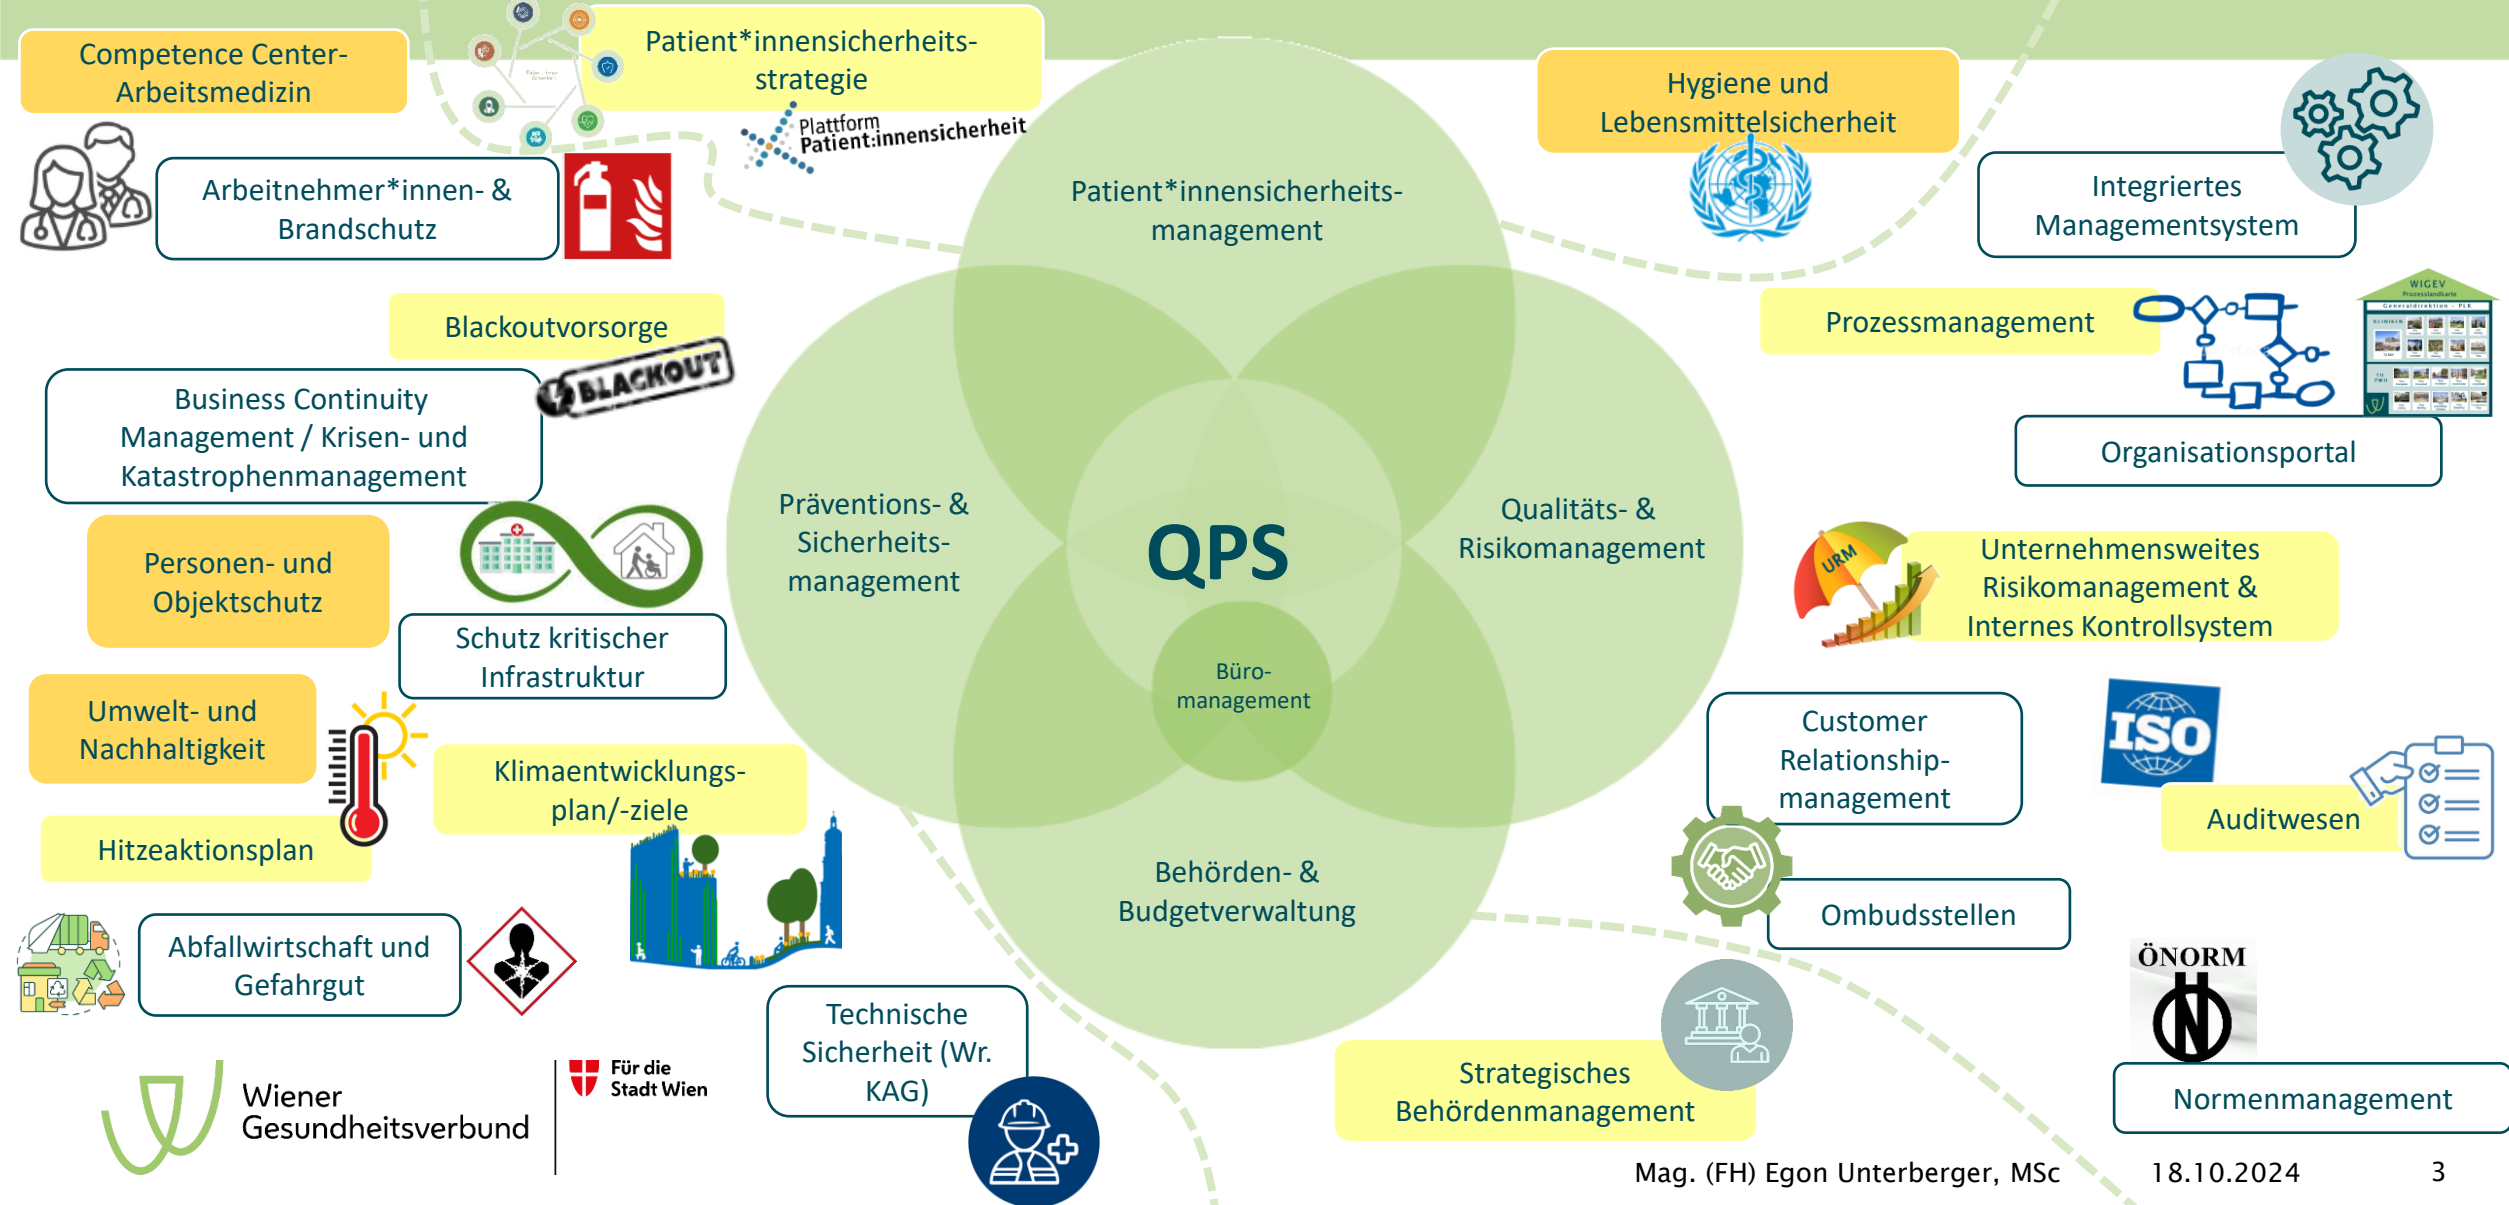 Competence Center-
Arbeitsmedizin
Patient*innensicherheits-
strategie
Plattform
Patient:innensicherheit
Hygiene und
Lebensmittelsicherheit
Integriertes
Managementsystem
Arbeitnehmer*innen- &
Brandschutz
Patient*innensicherheits-
management
Blackoutvorsorge
BLACKOUT
Business Continuity
Management / Krisen- und
Katastrophenmanagement
Prozessmanagement
WIGEV
Prozesslandkarte
Generaldirektion - PLK
KLINIKEN
Organisationsportal
Präventions- &
Sicherheits-
management
QPS
Qualitäts- &
Risikomanagement
Personen- und
Objektschutz
Schutz kritischer
Infrastruktur
URM
Unternehmensweites
Risikomanagement &
Internes Kontrollsystem
Büro-
management
Umwelt- und
Nachhaltigkeit
Klimaentwicklungs-
plan/-ziele
Hitzeaktionsplan
Customer
Relationship-
management
ISO
Auditwesen
Behörden- &
Budgetverwaltung
Ombudsstellen
Abfallwirtschaft und
Gefahrgut
Technische
Sicherheit (Wr.
KAG)
Strategisches
Behördenmanagement
ÖNORM
Normenmanagement
Wiener
Gesundheitsverbund
Für die
Stadt Wien
Mag. (FH) Egon Unterberger, MSc
18.10.2024
3